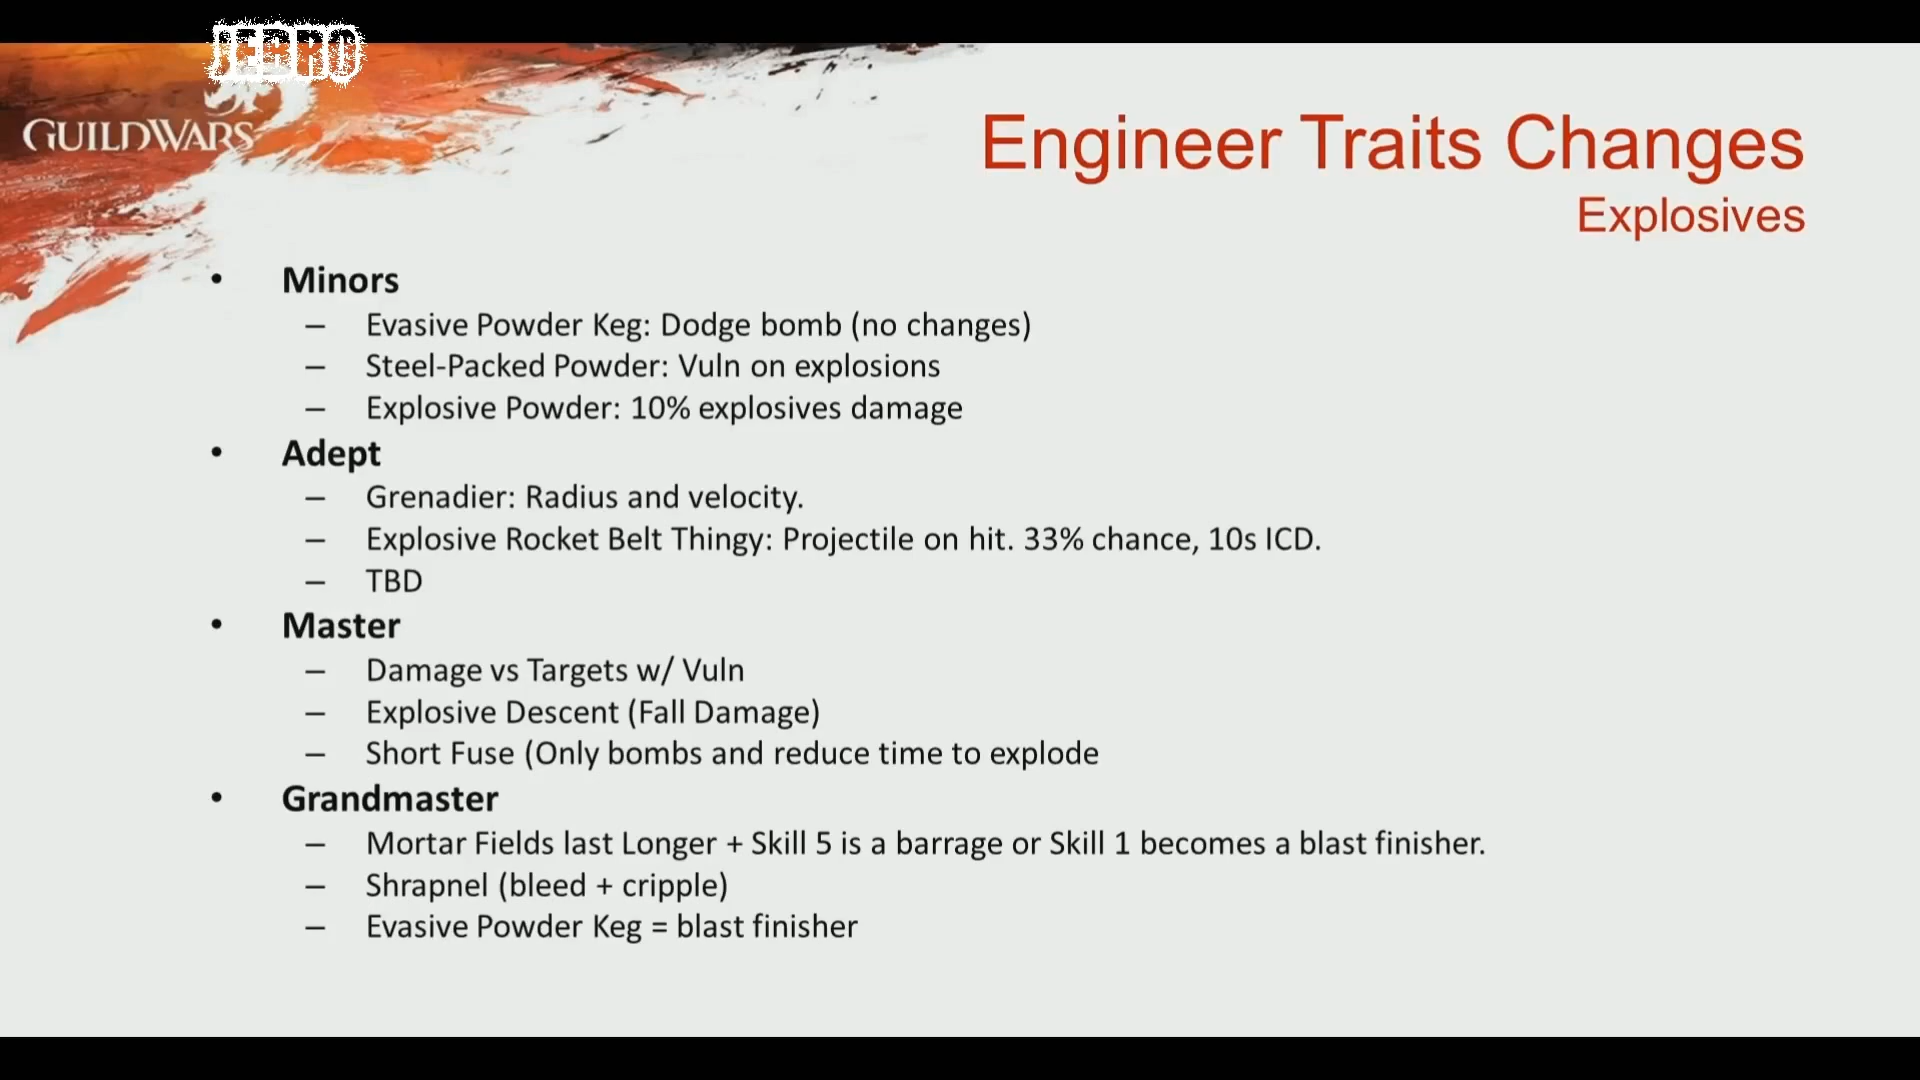 JEBRO
GUILDWARS
Engineer Traits Changes
Explosives
• Minors
– Evasive Powder Keg: Dodge bomb (no changes)
– Steel-Packed Powder: Vuln on explosions
– Explosive Powder: 10% explosives damage
• Adept
– Grenadier: Radius and velocity.
– Explosive Rocket Belt Thingy: Projectile on hit. 33% chance, 10s ICD.
– TBD
• Master
– Damage vs Targets w/ Vuln
– Explosive Descent (Fall Damage)
– Short Fuse (Only bombs and reduce time to explode
• Grandmaster
– Mortar Fields last Longer + Skill 5 is a barrage or Skill 1 becomes a blast finisher.
– Shrapnel (bleed + cripple)
– Evasive Powder Keg = blast finisher